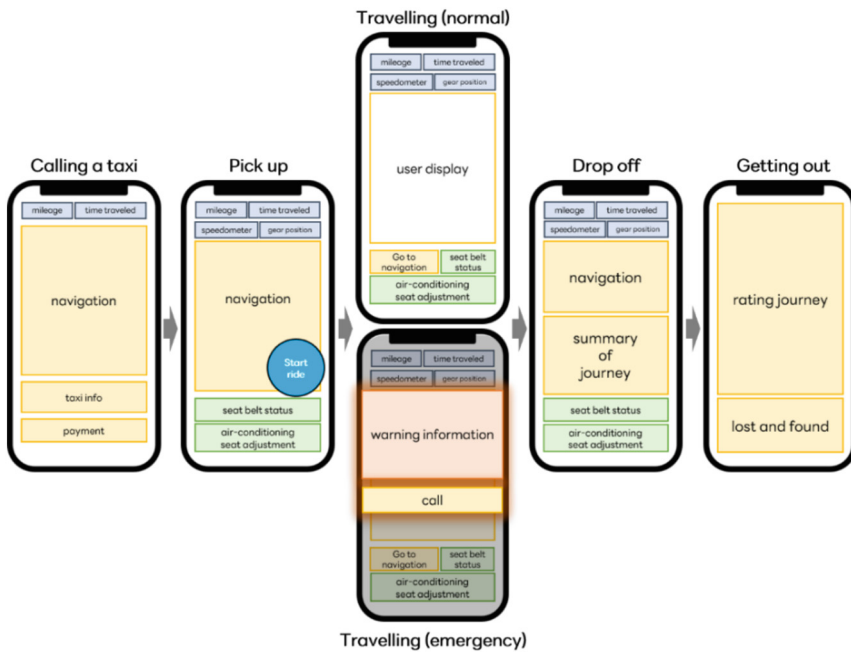 Travelling (normal)
mileage
time traveled
speedometer
gear position
user display
Go to
navigation
seat belt
status
air-conditioning
seat adjustment
Calling a taxi
mileage
time traveled
navigation
taxi info
payment
Pick up
mileage
time traveled
speedometer
gear position
navigation
Start
ride
seat belt status
air-conditioning
seat adjustment
mileage
time traveled
speedometer
gear position
warning information
call
Go to
navigation
seat belt
status
air-conditioning
seat adjustment
Travelling (emergency)
Drop off
mileage
time traveled
speedometer
gear position
navigation
summary
of
journey
seat belt status
air-conditioning
seat adjustment
Getting out
rating journey
lost and found